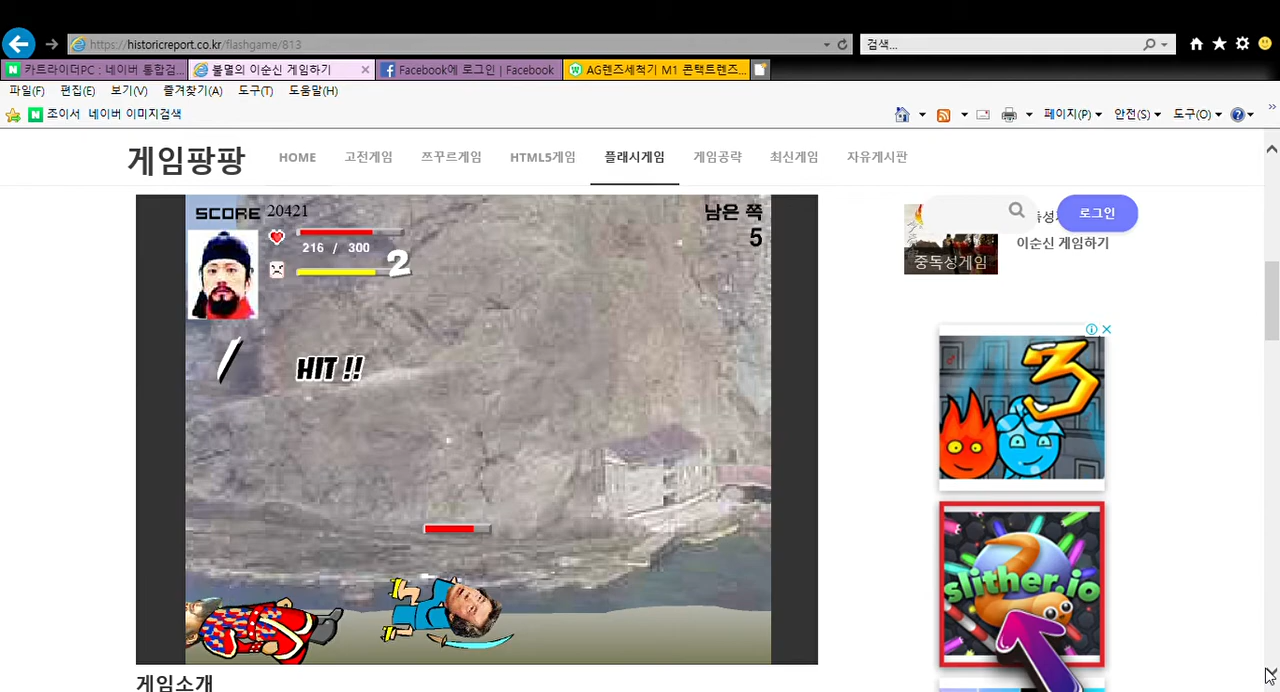 https://historicreport.co.kr/flashgame/813
검색...
카트라이더PC : 네이버 통합검...
불멸의 이순신 게임하기
Facebook에 로그인 | Facebook
AG렌즈세척기 M1 콘택트렌즈...
파일(F) 편집(E) 보기(V) 즐겨찾기(A) 도구(T) 도움말(H)
조이서 네이버 이미지검색
페이지(P) 안전(S) 도구(O)
게임팡팡 HOME 고전게임 쯔꾸르게임 HTML5게임 플래시게임 게임공략 최신게임 자유게시판
SCORE 20421
남은 쪽
5
216 / 300
2
1
HIT !!
로그인
이순신 게임하기
중독성게임
3
slither.io
게임소개